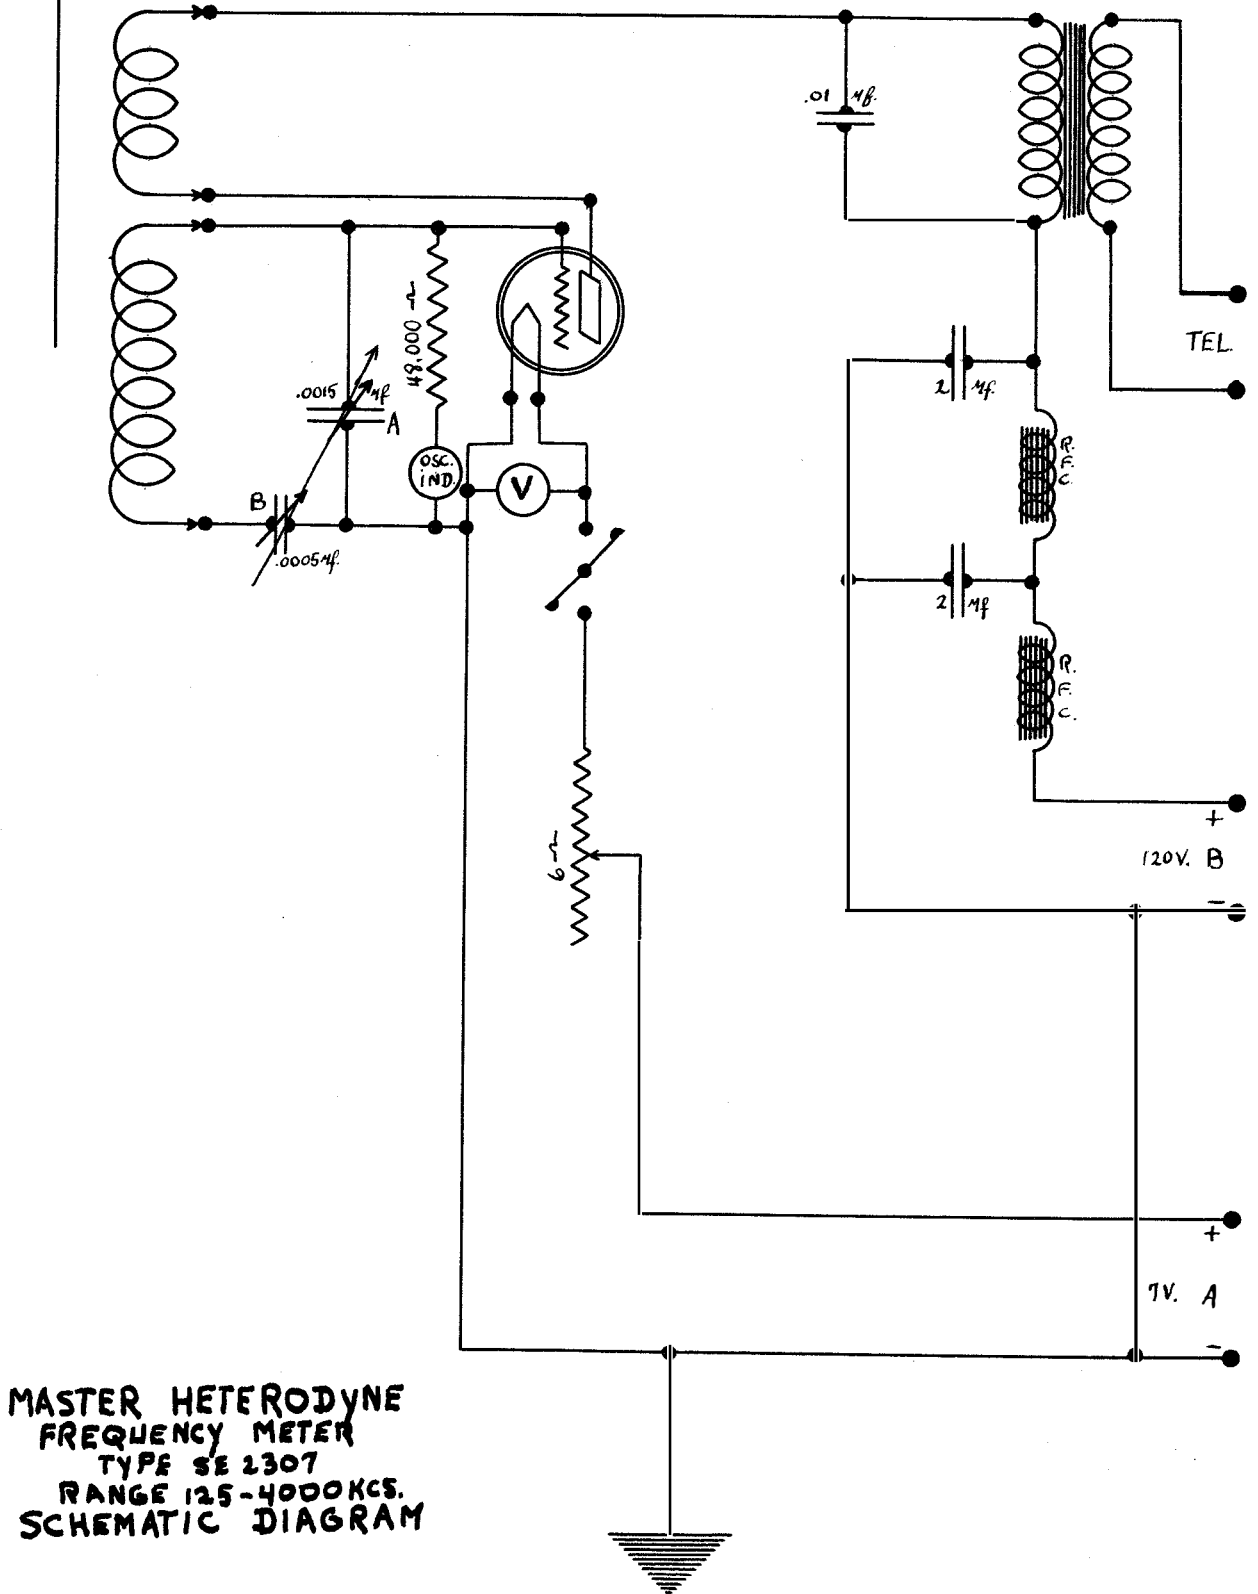 .01 Mf.
TEL.
2 Mf.
R.
F.
C.
.0015 Mf
A
48,000 Ω
OSC.
IND.
V
B
.0005 Mf.
2 Mf
R.
F.
C.
+
6 Ω
120V. B
−
+
7V. A
−
MASTER HETERODYNE
FREQUENCY METER
TYPE SE 2307
RANGE 125-4000 KCS.
SCHEMATIC DIAGRAM